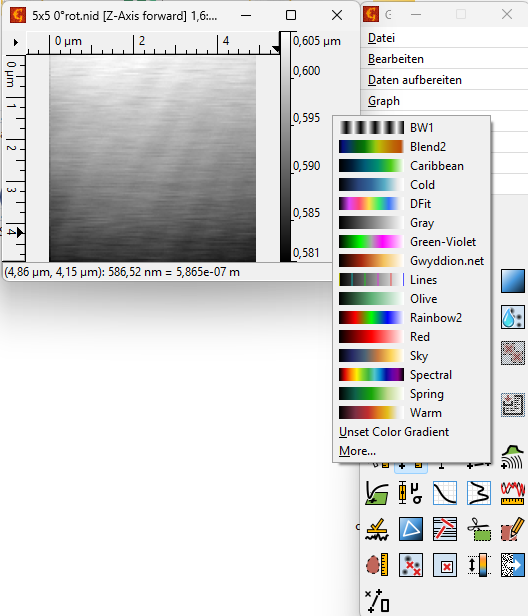 5x5 0°rot.nid [Z-Axis forward] 1,6:...
0 µm 2 4
0,605 µm
0,600
0,595
0,590
0,585
0,581
0 µm
1
2
3
4
(4,86 µm, 4,15 µm): 586,52 nm = 5,865e-07 m
G
Datei
Bearbeiten
Daten aufbereiten
Graph
BW1
Blend2
Caribbean
Cold
DFit
Gray
Green-Violet
Gwyddion.net
Lines
Olive
Rainbow2
Red
Sky
Spectral
Spring
Warm
Unset Color Gradient
More...